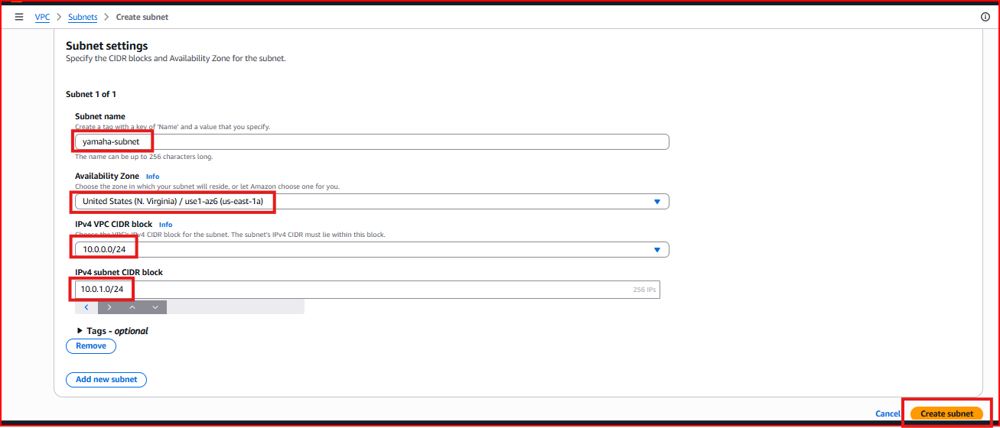 VPC > Subnets > Create subnet
Subnet settings
Specify the CIDR blocks and Availability Zone for the subnet.
Subnet 1 of 1
Subnet name
Create a tag with a key of 'Name' and a value that you specify.
yamaha-subnet
The name can be up to 256 characters long.
Availability Zone Info
Choose the zone in which your subnet will reside, or let Amazon choose one for you.
United States (N. Virginia) / use1-az6 (us-east-1a)
IPv4 VPC CIDR block Info
Choose the VPC's IPv4 CIDR block for the subnet. The subnet's IPv4 CIDR must lie within this block.
10.0.0.0/24
IPv4 subnet CIDR block
10.0.1.0/24 256 IPs
Tags - optional
Remove
Add new subnet
Cancel Create subnet